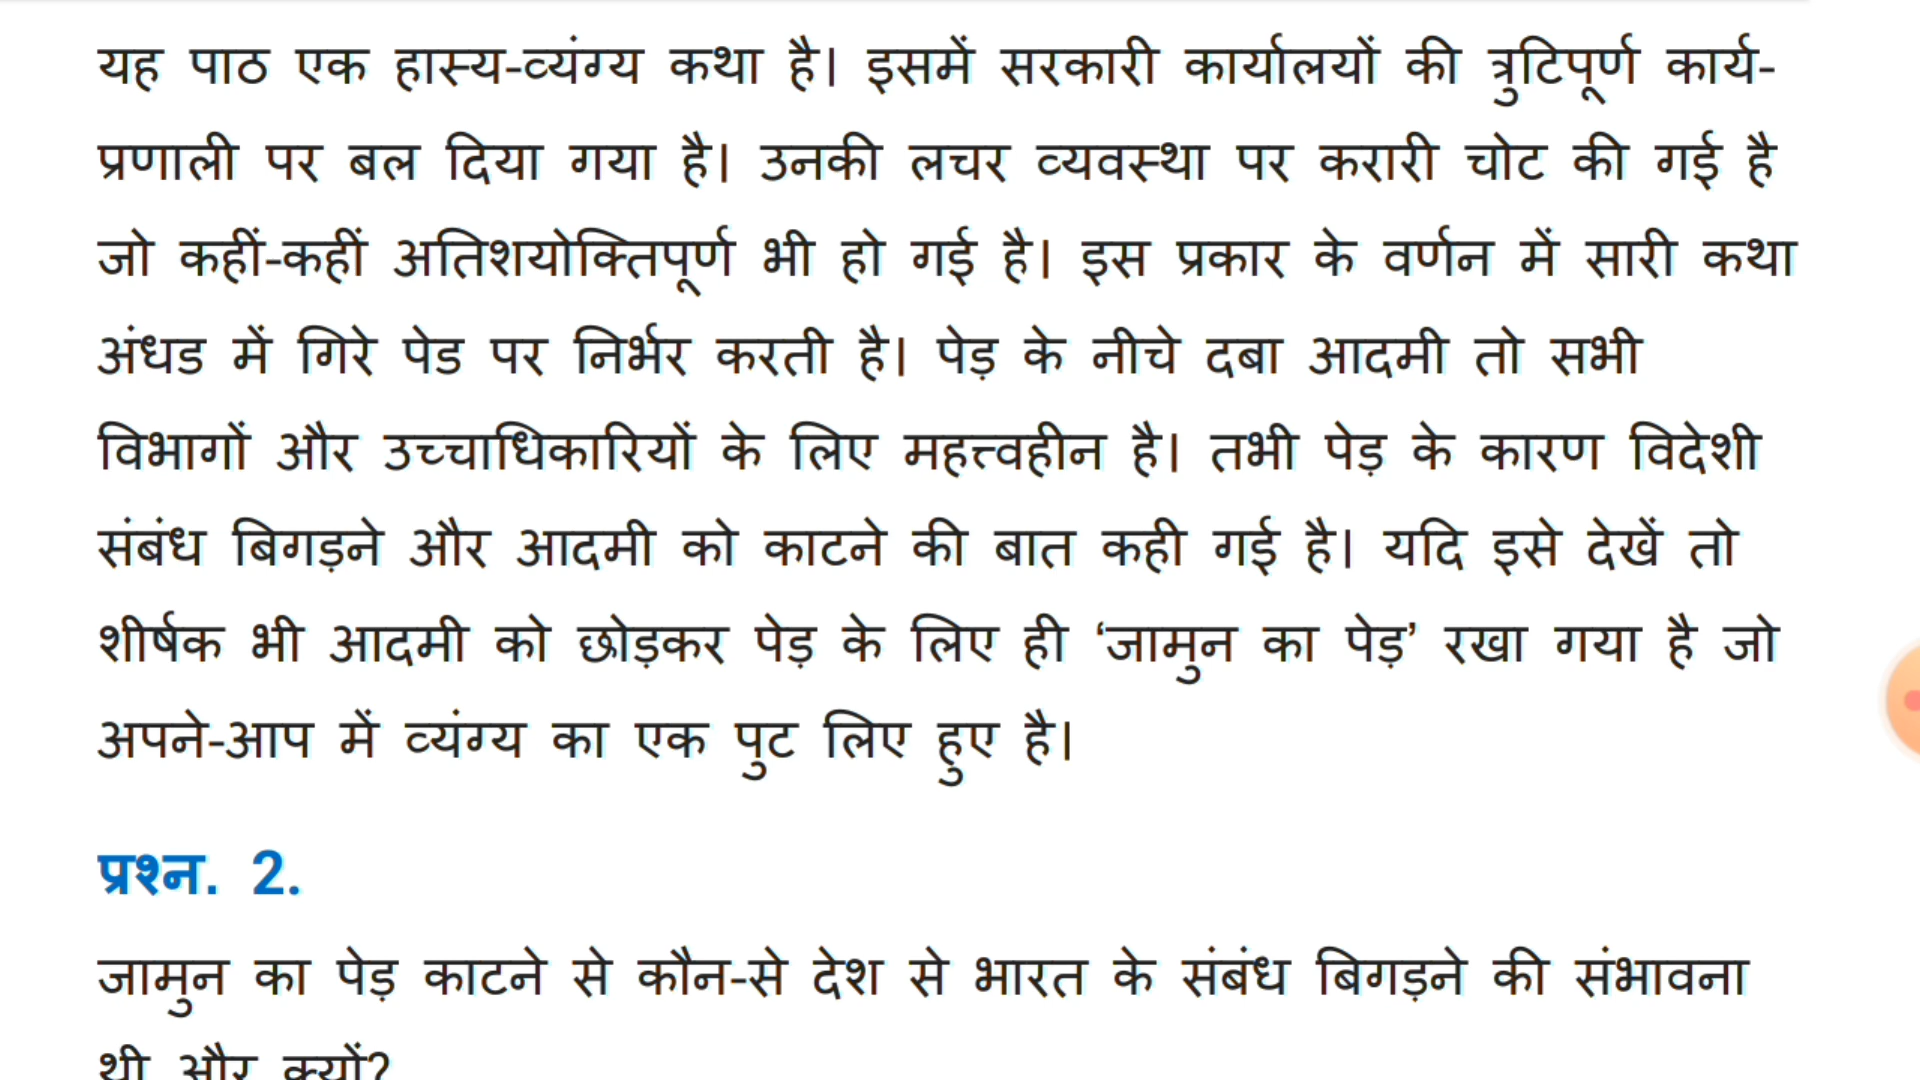 यह पाठ एक हास्य-व्यंग्य कथा है। इसमें सरकारी कार्यालयों की त्रुटिपूर्ण कार्य-
प्रणाली पर बल दिया गया है। उनकी लचर व्यवस्था पर करारी चोट की गई है
जो कहीं-कहीं अतिशयोक्तिपूर्ण भी हो गई है। इस प्रकार के वर्णन में सारी कथा
अंधड में गिरे पेड पर निर्भर करती है। पेड़ के नीचे दबा आदमी तो सभी
विभागों और उच्चाधिकारियों के लिए महत्त्वहीन है। तभी पेड़ के कारण विदेशी
संबंध बिगड़ने और आदमी को काटने की बात कही गई है। यदि इसे देखें तो
शीर्षक भी आदमी को छोड़कर पेड़ के लिए ही ‘जामुन का पेड़’ रखा गया है जो
अपने-आप में व्यंग्य का एक पुट लिए हुए है।
प्रश्न. 2.
जामुन का पेड़ काटने से कौन-से देश से भारत के संबंध बिगड़ने की संभावना
थी और क्यों?